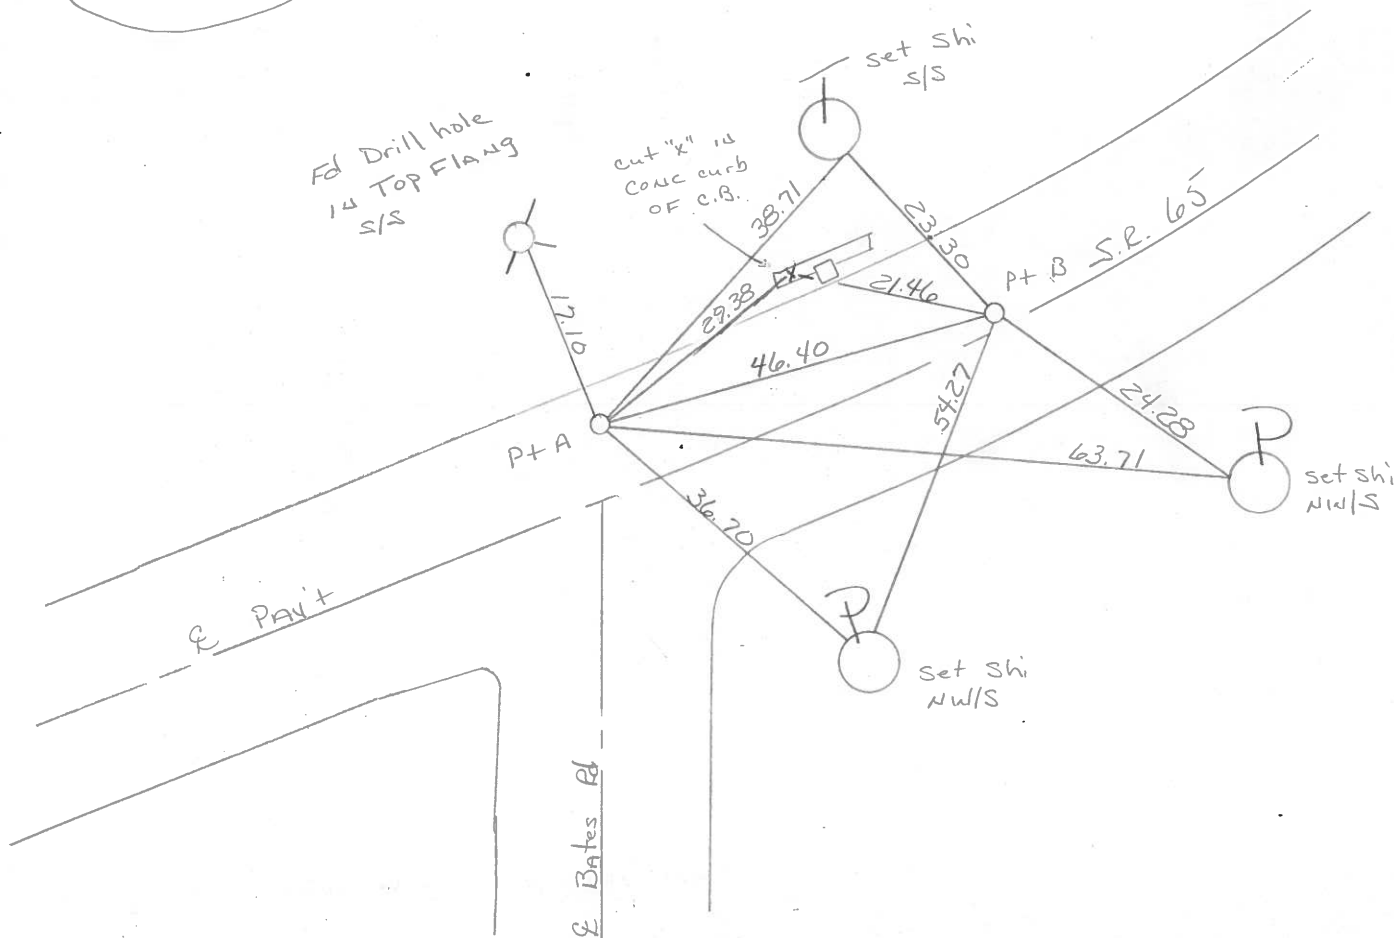 set Shi
S/S
Fd Drill hole
in Top Flang
S/S
cut "x" in
Conc curb
OF C.B.
38.71
23.30
S.R. 65
Pt B
17.10
29.38
x
21.46
46.40
54.27
24.28
P
Pt A
63.71
set shi
NW/S
36.70
P
℄ PAV't
set shi
NW/S
℄ Bates Rd